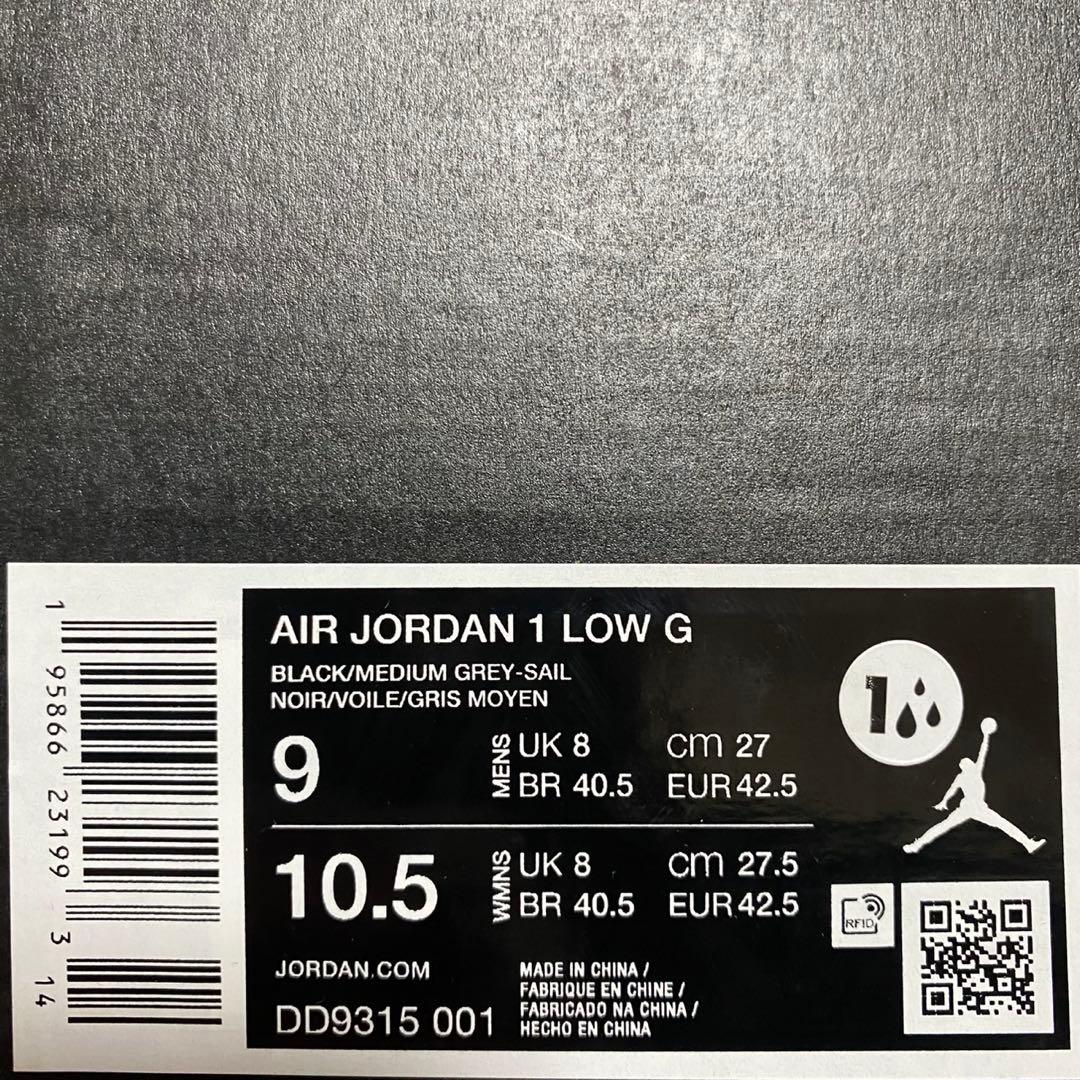 AIR JORDAN 1 LOW G
BLACK/MEDIUM GREY-SAIL
NOIR/VOILE/GRIS MOYEN
9
MENS
UK 8 cm 27
BR 40.5 EUR 42.5
10.5
WMNS
UK 8 cm 27.5
BR 40.5 EUR 42.5
JORDAN.COM
DD9315 001
MADE IN CHINA /
FABRIQUE EN CHINE /
FABRICADO NA CHINA /
HECHO EN CHINA
1
RFID
1 95866 23199 3 14